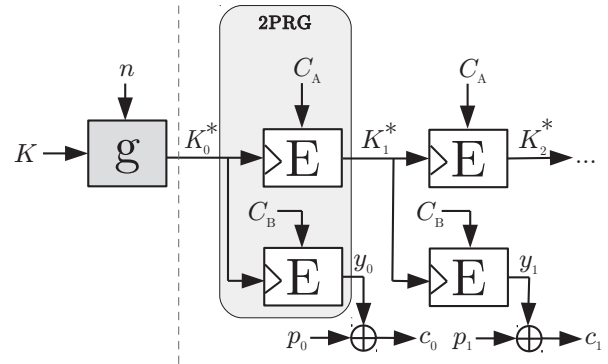 2PRG
n
C_A
C_A
K
g
K_0^*
E
K_1^*
E
K_2^*
...
C_B
C_B
E
y_0
E
y_1
p_0
c_0
p_1
c_1